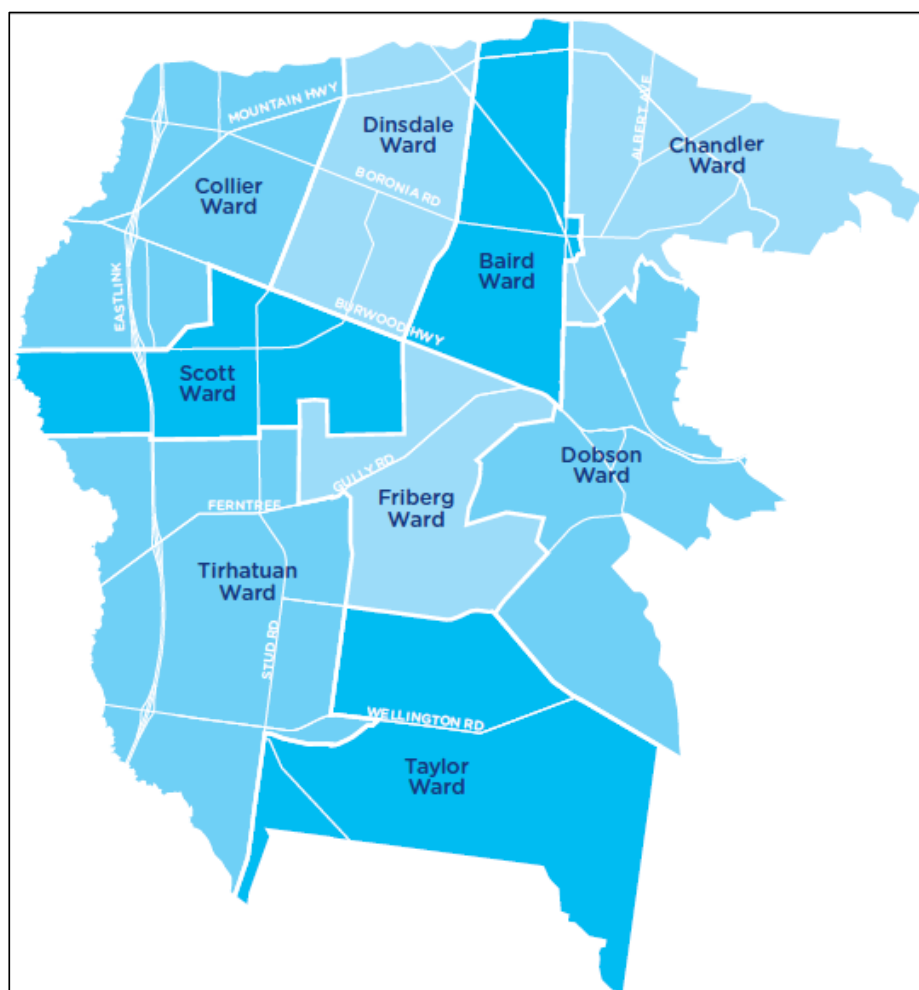 MOUNTAIN HWY
Dinsdale
Ward
ALBERT AVE
Chandler
Ward
Collier
Ward
BORONIA RD
Baird
Ward
EASTLINK
BURWOOD HWY
Scott
Ward
Dobson
Ward
GULLY RD
FERNTREE
Friberg
Ward
Tirhatuan
Ward
STUD RD
WELLINGTON RD
Taylor
Ward